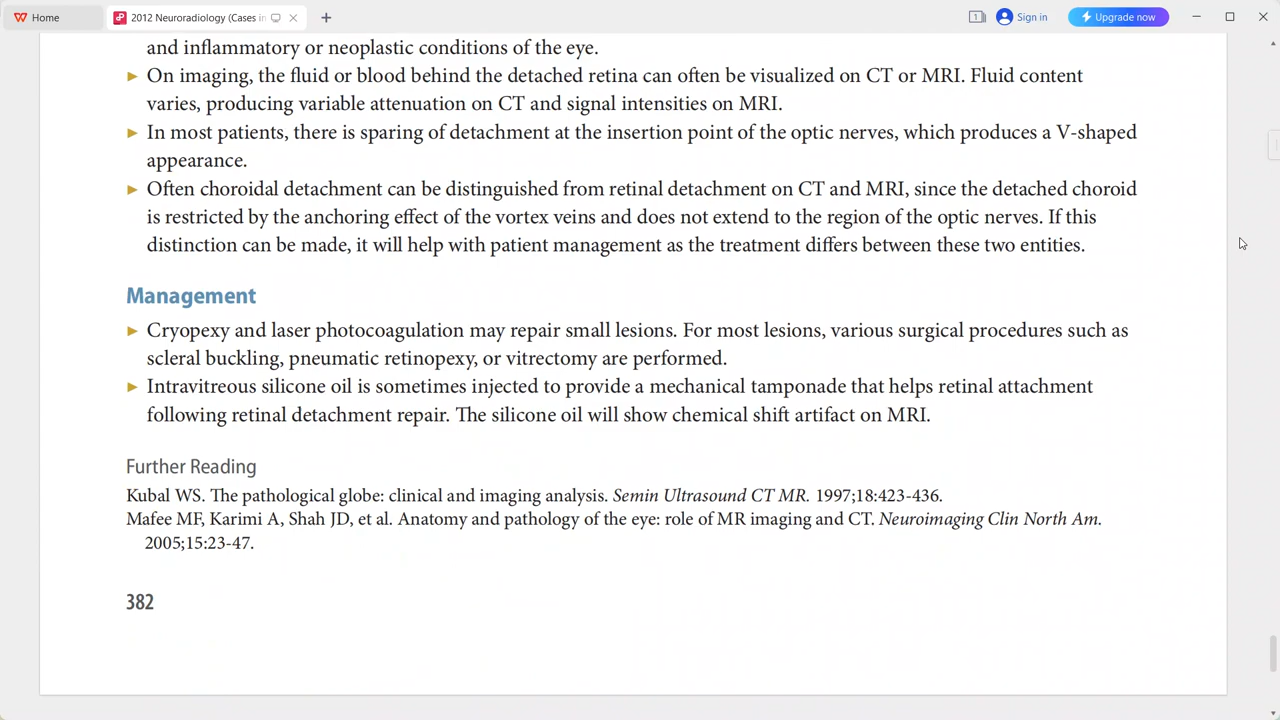 Home
2012 Neuroradiology (Cases in
1
Sign in
Upgrade now
and inflammatory or neoplastic conditions of the eye.
► On imaging, the fluid or blood behind the detached retina can often be visualized on CT or MRI. Fluid content
varies, producing variable attenuation on CT and signal intensities on MRI.
► In most patients, there is sparing of detachment at the insertion point of the optic nerves, which produces a V-shaped
appearance.
► Often choroidal detachment can be distinguished from retinal detachment on CT and MRI, since the detached choroid
is restricted by the anchoring effect of the vortex veins and does not extend to the region of the optic nerves. If this
distinction can be made, it will help with patient management as the treatment differs between these two entities.
Management
► Cryopexy and laser photocoagulation may repair small lesions. For most lesions, various surgical procedures such as
scleral buckling, pneumatic retinopexy, or vitrectomy are performed.
► Intravitreous silicone oil is sometimes injected to provide a mechanical tamponade that helps retinal attachment
following retinal detachment repair. The silicone oil will show chemical shift artifact on MRI.
Further Reading
Kubal WS. The pathological globe: clinical and imaging analysis. Semin Ultrasound CT MR. 1997;18:423-436.
Mafee MF, Karimi A, Shah JD, et al. Anatomy and pathology of the eye: role of MR imaging and CT. Neuroimaging Clin North Am.
2005;15:23-47.
382